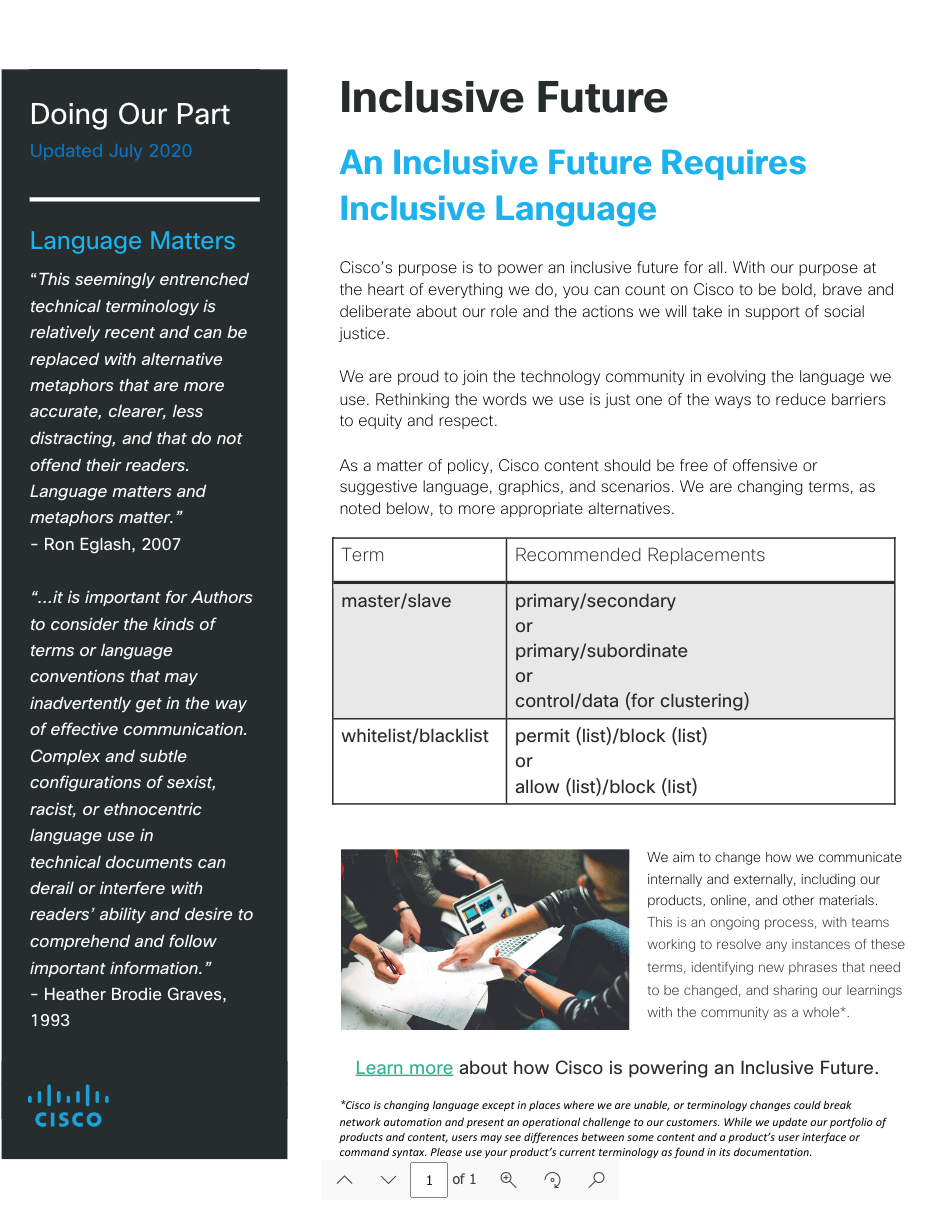 Doing Our Part
Updated July 2020
Language Matters
“This seemingly entrenched
technical terminology is
relatively recent and can be
replaced with alternative
metaphors that are more
accurate, clearer, less
distracting, and that do not
offend their readers.
Language matters and
metaphors matter.”
– Ron Eglash, 2007
“...it is important for Authors
to consider the kinds of
terms or language
conventions that may
inadvertently get in the way
of effective communication.
Complex and subtle
configurations of sexist,
racist, or ethnocentric
language use in
technical documents can
derail or interfere with
readers’ ability and desire to
comprehend and follow
important information.”
– Heather Brodie Graves,
1993
CISCO
Inclusive Future
An Inclusive Future Requires
Inclusive Language
Cisco’s purpose is to power an inclusive future for all. With our purpose at
the heart of everything we do, you can count on Cisco to be bold, brave and
deliberate about our role and the actions we will take in support of social
justice.
We are proud to join the technology community in evolving the language we
use. Rethinking the words we use is just one of the ways to reduce barriers
to equity and respect.
As a matter of policy, Cisco content should be free of offensive or
suggestive language, graphics, and scenarios. We are changing terms, as
noted below, to more appropriate alternatives.
Term Recommended Replacements
master/slave primary/secondary
or
primary/subordinate
or
control/data (for clustering)
whitelist/blacklist permit (list)/block (list)
or
allow (list)/block (list)
We aim to change how we communicate
internally and externally, including our
products, online, and other materials.
This is an ongoing process, with teams
working to resolve any instances of these
terms, identifying new phrases that need
to be changed, and sharing our learnings
with the community as a whole*.
Learn more about how Cisco is powering an Inclusive Future.
*Cisco is changing language except in places where we are unable, or terminology changes could break
network automation and present an operational challenge to our customers. While we update our portfolio of
products and content, users may see differences between some content and a product’s user interface or
command syntax. Please use your product’s current terminology as found in its documentation.
1 of 1